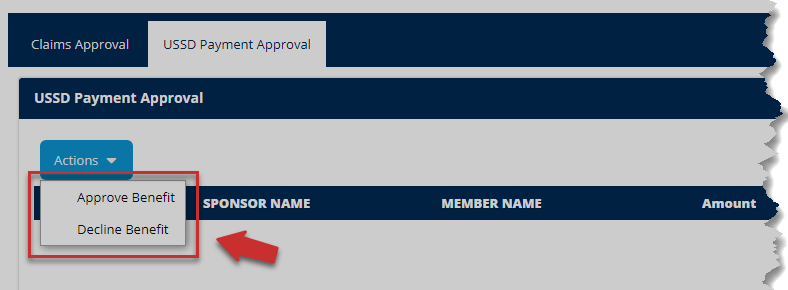 Claims Approval USSD Payment Approval
USSD Payment Approval
Actions
Approve Benefit
SPONSOR NAME MEMBER NAME Amount
Decline Benefit